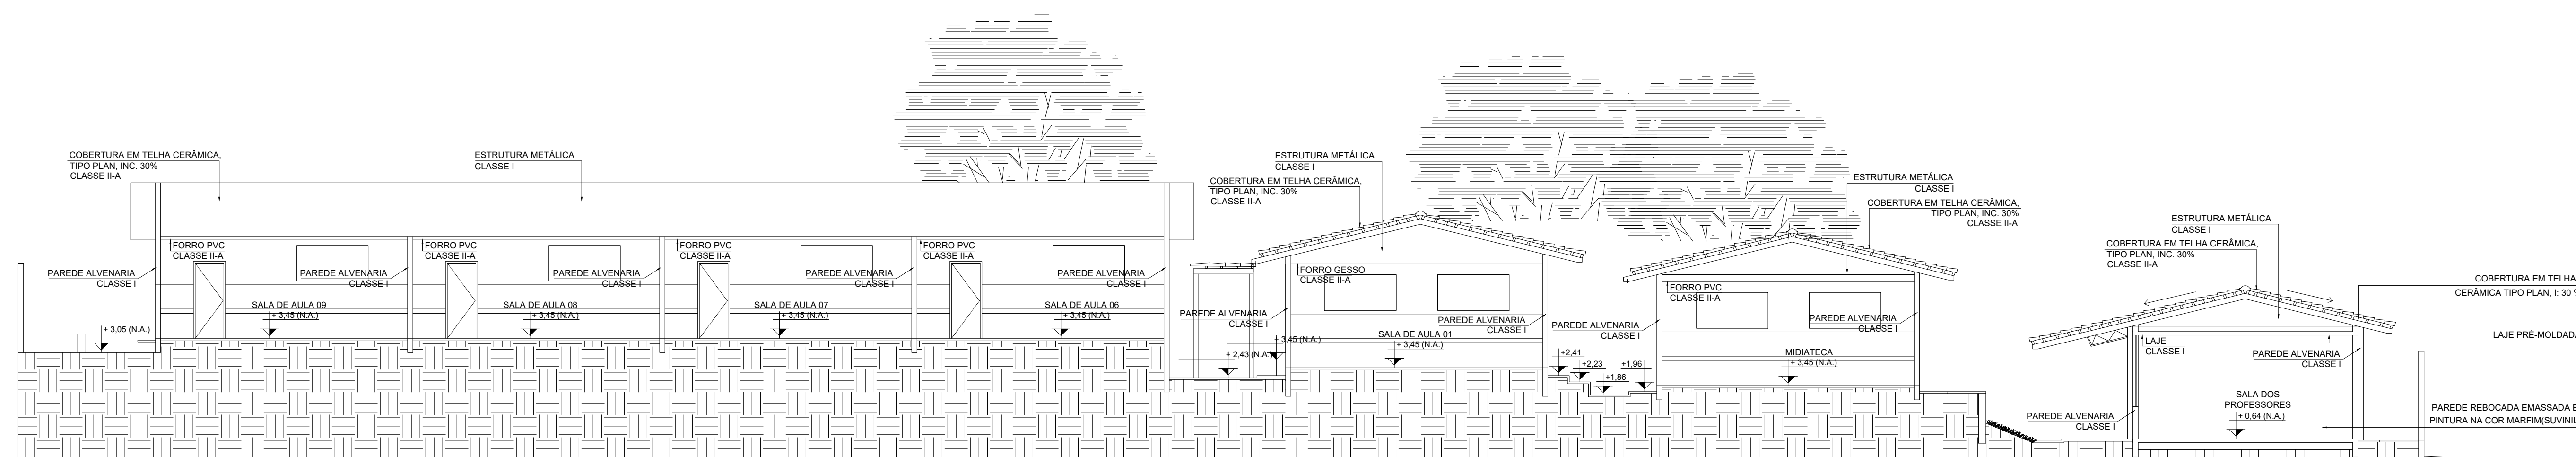 COBERTURA EM TELHA CERÂMICA,
TIPO PLAN, INC. 30%
CLASSE II-A
ESTRUTURA METÁLICA
CLASSE I
FORRO PVC
CLASSE II-A
FORRO PVC
CLASSE II-A
FORRO PVC
CLASSE II-A
FORRO PVC
CLASSE II-A
PAREDE ALVENARIA
CLASSE I
PAREDE ALVENARIA
CLASSE I
PAREDE ALVENARIA
CLASSE I
PAREDE ALVENARIA
CLASSE I
PAREDE ALVENARIA
CLASSE I
SALA DE AULA 09
+ 3,45 (N.A.)
SALA DE AULA 08
+ 3,45 (N.A.)
SALA DE AULA 07
+ 3,45 (N.A.)
SALA DE AULA 06
+ 3,45 (N.A.)
+ 3,05 (N.A.)
ESTRUTURA METÁLICA
CLASSE I
COBERTURA EM TELHA CERÂMICA,
TIPO PLAN, INC. 30%
CLASSE II-A
FORRO GESSO
CLASSE II-A
PAREDE ALVENARIA
CLASSE I
PAREDE ALVENARIA
CLASSE I
SALA DE AULA 01
+ 3,45 (N.A.)
+ 3,45 (N.A.)
+ 2,43 (N.A.)
+2,41
+2,23
+1,86
+1,96
ESTRUTURA METÁLICA
CLASSE I
COBERTURA EM TELHA CERÂMICA,
TIPO PLAN, INC. 30%
CLASSE II-A
FORRO PVC
CLASSE II-A
PAREDE ALVENARIA
CLASSE I
PAREDE ALVENARIA
CLASSE I
MIDIATECA
+ 3,45 (N.A.)
ESTRUTURA METÁLICA
CLASSE I
COBERTURA EM TELHA CERÂMICA,
TIPO PLAN, INC. 30%
CLASSE II-A
LAJE
CLASSE I
PAREDE ALVENARIA
CLASSE I
PAREDE ALVENARIA
CLASSE I
SALA DOS
PROFESSORES
+ 0,64 (N.A.)
COBERTURA EM TELHA
CERÂMICA TIPO PLAN, I: 30
LAJE PRÉ-MOLDADA
PAREDE REBOCADA EMASSADA E
PINTURA NA COR MARFIM(SUVINIL